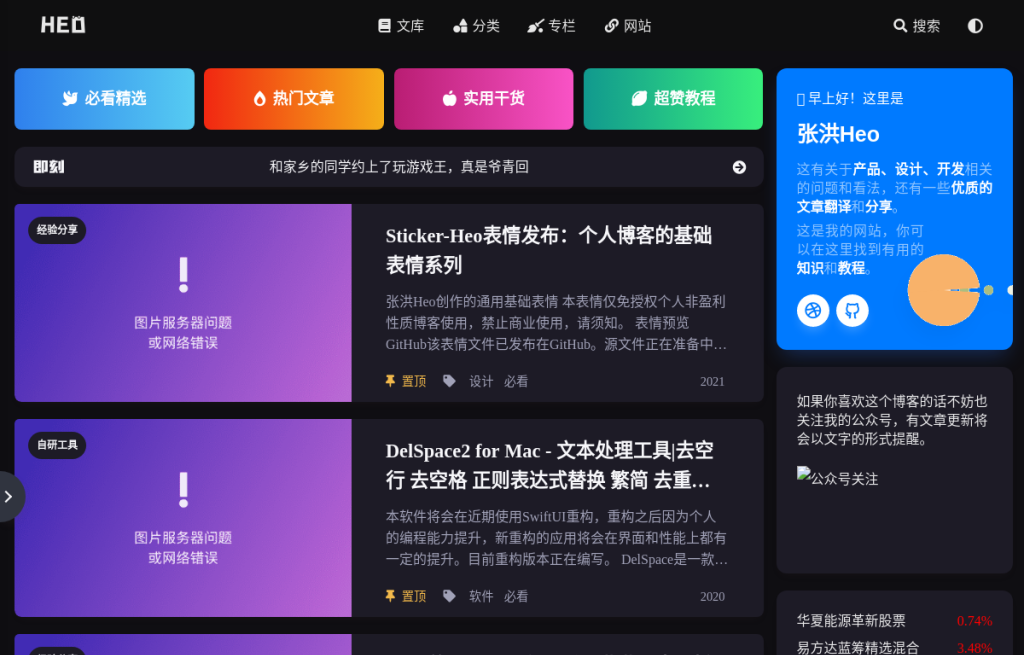 HEO
文库
分类
专栏
网站
搜索
必看精选
热门文章
实用干货
超赞教程
即刻
和家乡的同学约上了玩游戏王，真是爷青回
经验分享
图片服务器问题
或网络错误
Sticker-Heo表情发布：个人博客的基础
表情系列
张洪Heo创作的通用基础表情 本表情仅免授权个人非盈利
性质博客使用，禁止商业使用，请须知。 表情预览
GitHub该表情文件已发布在GitHub。源文件正在准备中…
置顶
设计 必看
2021
自研工具
图片服务器问题
或网络错误
DelSpace2 for Mac - 文本处理工具|去空
行 去空格 正则表达式替换 繁简 去重…
本软件将会在近期使用SwiftUI重构，重构之后因为个人
的编程能力提升，新重构的应用将会在界面和性能上都有
一定的提升。目前重构版本正在编写。 DelSpace是一款…
置顶
软件 必看
2020
早上好！这里是
张洪Heo
这有关于产品、设计、开发相关
的问题和看法，还有一些优质的
文章翻译和分享。
这是我的网站，你可
以在这里找到有用的
知识和教程。
如果你喜欢这个博客的话不妨也
关注我的公众号，有文章更新将
会以文字的形式提醒。
公众号关注
华夏能源革新股票 0.74%
易方达蓝筹精选混合 3.48%